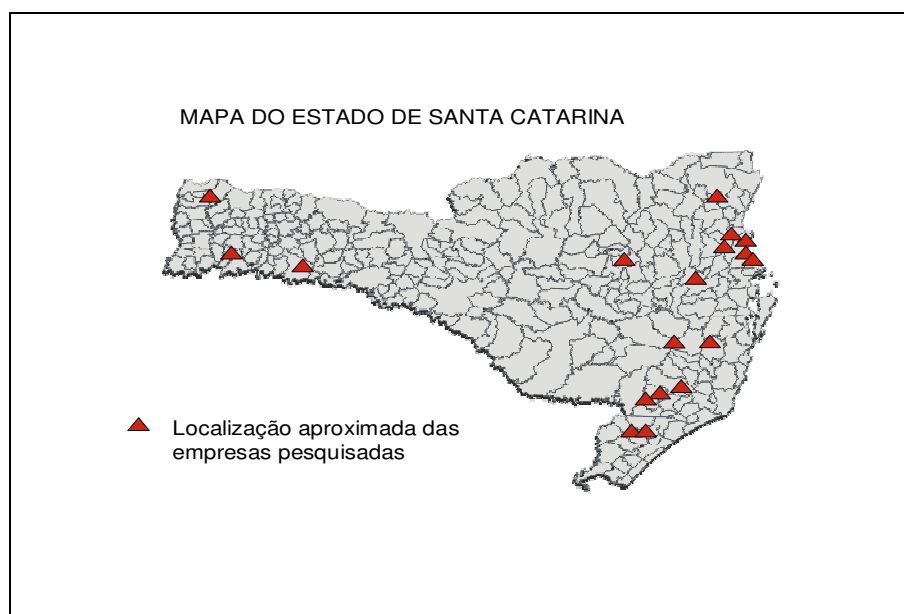 MAPA DO ESTADO DE SANTA CATARINA
Localização aproximada das
empresas pesquisadas